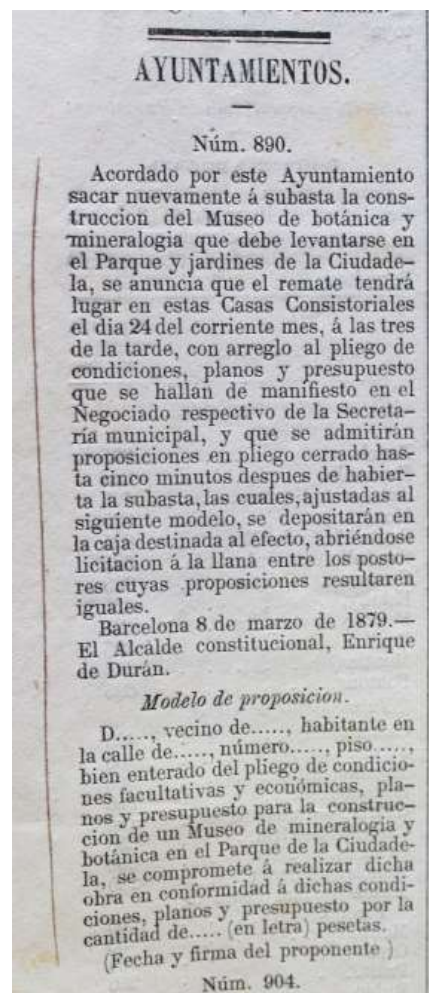 AYUNTAMIENTOS.
Núm. 890.
Acordado por este Ayuntamiento
sacar nuevamente á subasta la cons-
truccion del Museo de botánica y
mineralogia que debe levantarse en
el Parque y jardines de la Ciudade-
la, se anuncia que el remate tendrá
lugar en estas Casas Consistoriales
el dia 24 del corriente mes, á las tres
de la tarde, con arreglo al pliego de
condiciones, planos y presupuesto
que se hallan de manifiesto en el
Negociado respectivo de la Secreta-
ría municipal, y que se admitirán
proposiciones en pliego cerrado has-
ta cinco minutos despues de habier-
ta la subasta, las cuales, ajustadas al
siguiente modelo, se depositarán en
la caja destinada al efecto, abriéndose
licitacion á la llana entre los posto-
res cuyas proposiciones resultaren
iguales.
Barcelona 8 de marzo de 1879.—
El Alcalde constitucional, Enrique
de Durán.
Modelo de proposicion.
D....., vecino de....., habitante en
la calle de....., número....., piso.....,
bien enterado del pliego de condicio-
nes facultativas y económicas, pla-
nos y presupuesto para la construc-
cion de un Museo de mineralogia y
botánica en el Parque de la Ciudade-
la, se compromete á realizar dicha
obra en conformidad á dichas condi-
ciones, planos y presupuesto por la
cantidad de..... (en letra) pesetas.
(Fecha y firma del proponente )
Núm. 904.